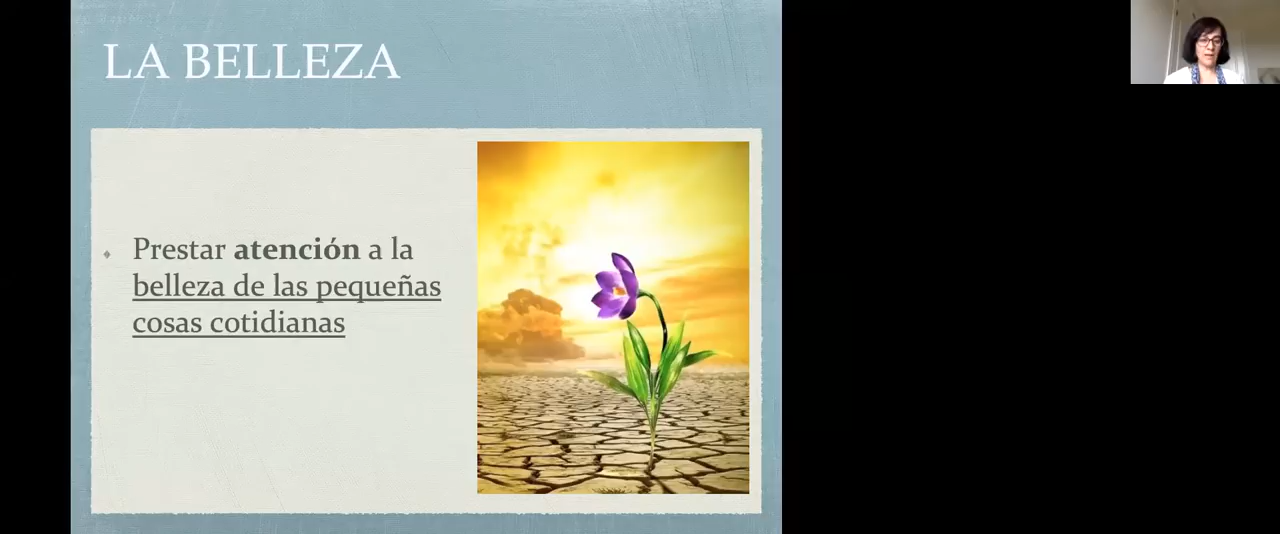 LA BELLEZA
Prestar atención a la
belleza de las pequeñas
cosas cotidianas